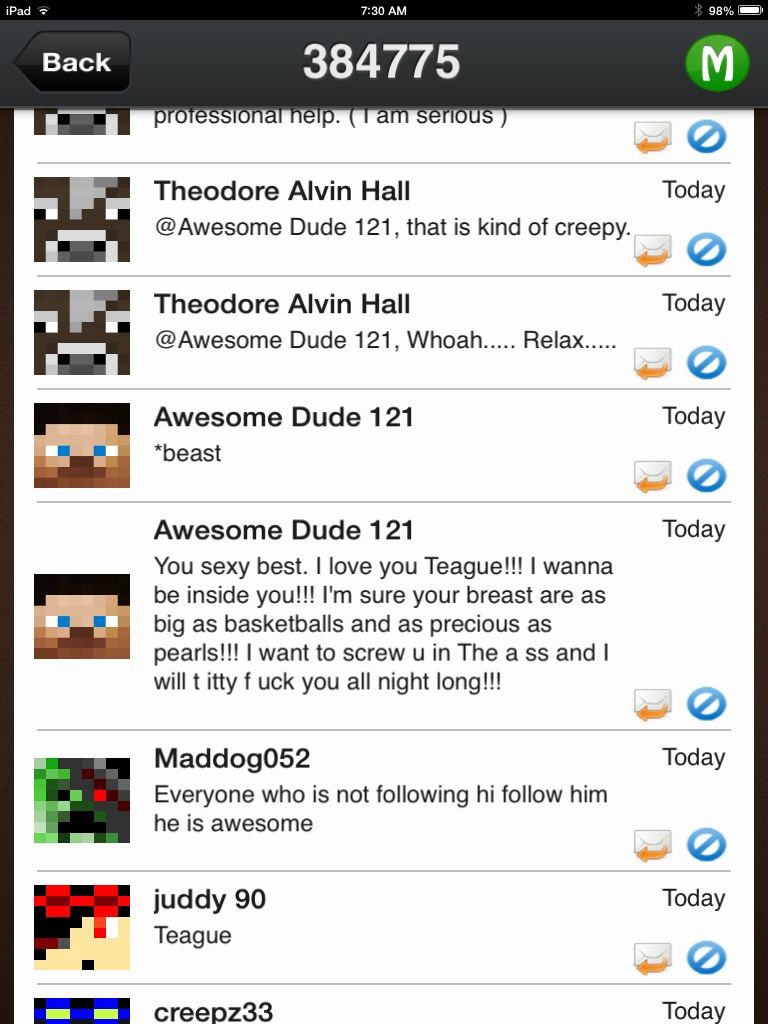 iPad 7:30 AM 98%
Back 384775 M
professional help. ( I am serious )
Theodore Alvin Hall Today
@Awesome Dude 121, that is kind of creepy.
Theodore Alvin Hall Today
@Awesome Dude 121, Whoah..... Relax.....
Awesome Dude 121 Today
*beast
Awesome Dude 121 Today
You sexy best. I love you Teague!!! I wanna
be inside you!!! I'm sure your breast are as
big as basketballs and as precious as
pearls!!! I want to screw u in The a ss and I
will t itty f uck you all night long!!!
Maddog052 Today
Everyone who is not following hi follow him
he is awesome
juddy 90 Today
Teague
creepz33 Today